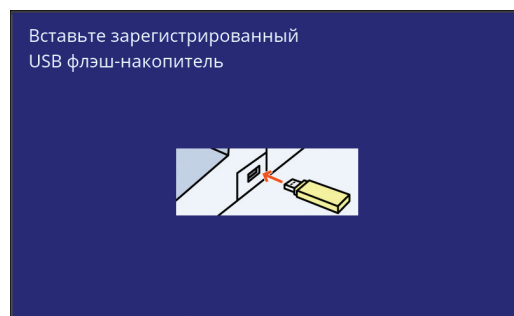 Вставьте зарегистрированный
USB флэш-накопитель